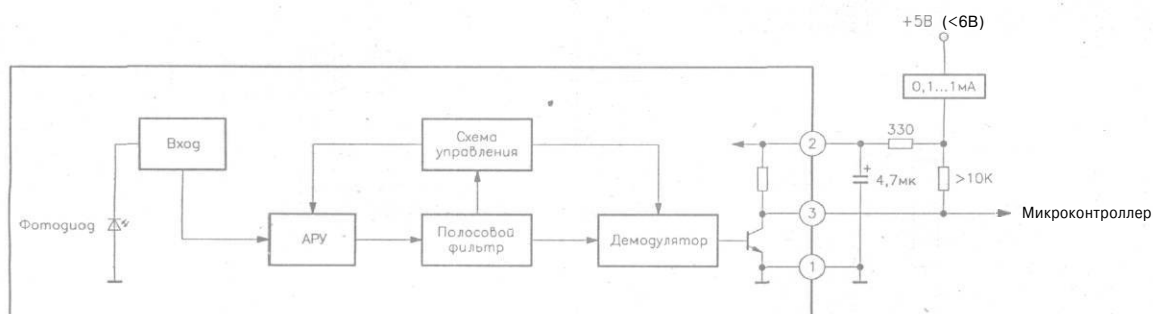 +5В (<6В)
0,1...1мА
Вход
Схема
управления
2
330
+
4,7мк
>10К
Фотодиод
АРУ
Полосовой
фильтр
Демодулятор
3
Микроконтроллер
1